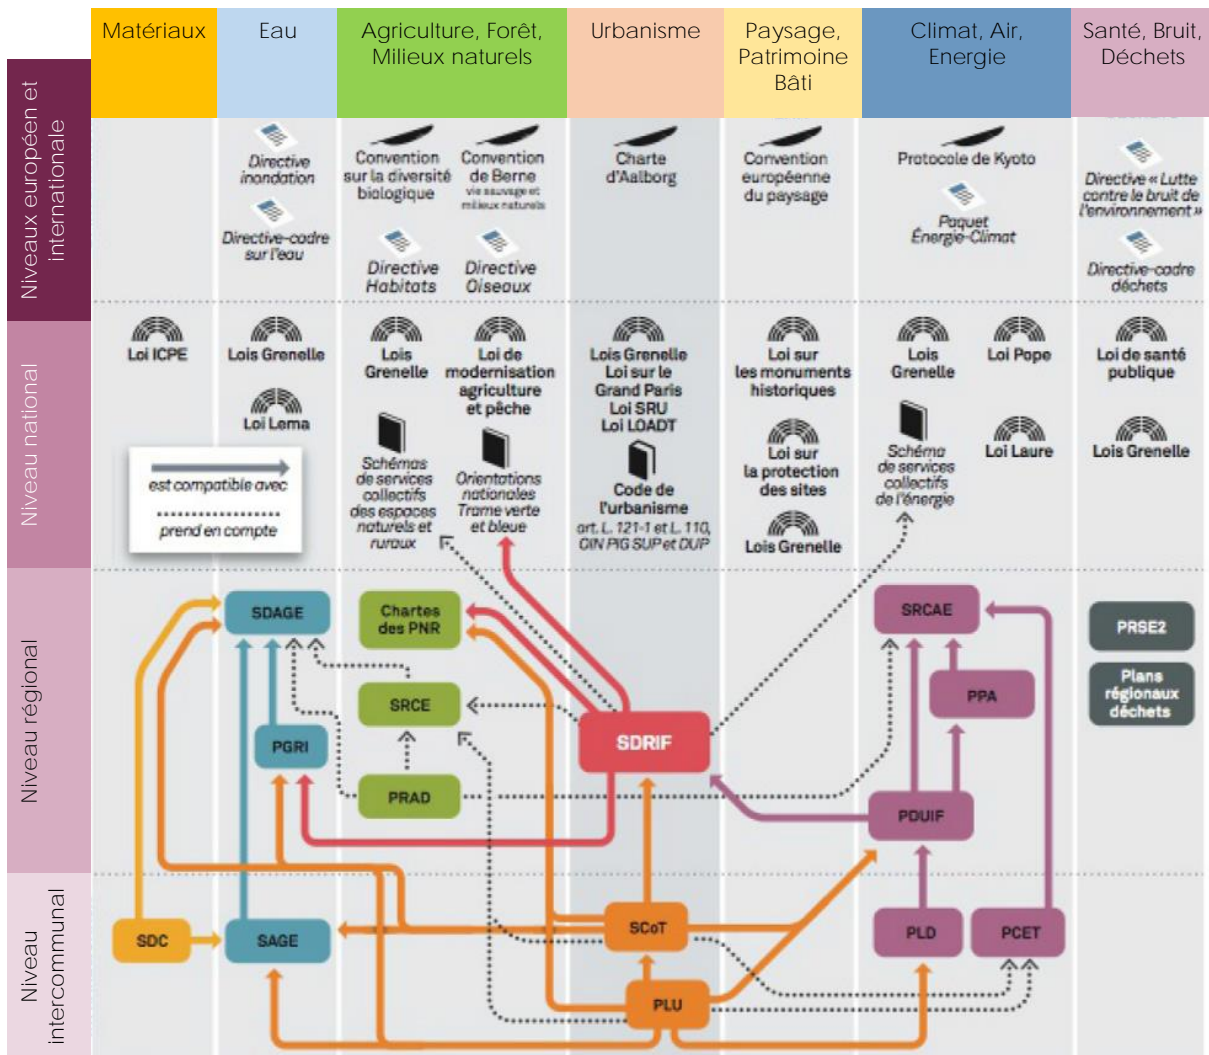 Matériaux
Eau
Agriculture, Forêt,
Milieux naturels
Urbanisme
Paysage,
Patrimoine
Bâti
Climat, Air,
Energie
Santé, Bruit,
Déchets
Niveaux européen et
internationale
Directive
inondation
Directive-cadre
sur l'eau
Convention
sur la diversité
biologique
Convention
de Berne
vie sauvage et
milieux naturels
Directive
Habitats
Directive
Oiseaux
Charte
d'Aalborg
Convention
européenne
du paysage
Protocole de Kyoto
Paquet
Énergie-Climat
Directive « Lutte
contre le bruit de
l'environnement »
Directive-cadre
déchets
Niveau national
Loi ICPE
Lois Grenelle
Loi Lema
Lois
Grenelle
Loi de
modernisation
agriculture
et pêche
Schémas
de services
collectifs
des espaces
naturels et
ruraux
Orientations
nationales
Trame verte
et bleue
Lois Grenelle
Loi sur le
Grand Paris
Loi SRU
Loi LOADT
Code de
l'urbanisme
art. L. 121-1 et L. 110,
OIN PIG SUP et DUP
Loi sur
les monuments
historiques
Loi sur
la protection
des sites
Lois Grenelle
Lois
Grenelle
Loi Pope
Schéma
de services
collectifs
de l'énergie
Loi Laure
Loi de santé
publique
Lois Grenelle
est compatible avec
prend en compte
Niveau régional
SDAGE
Chartes
des PNR
SRCAE
PRSE2
SRCE
PPA
Plans
régionaux
déchets
PGRI
SDRIF
PRAD
PDUIF
Niveau
intercommunal
SDC
SAGE
SCoT
PLD
PCET
PLU